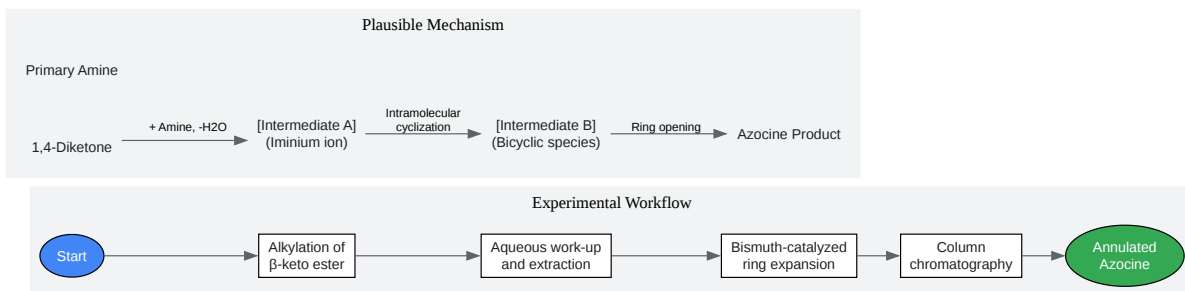 Plausible Mechanism
Primary Amine
1,4-Diketone
+ Amine, -H2O
[Intermediate A]
(Iminium ion)
Intramolecular
cyclization
[Intermediate B]
(Bicyclic species)
Ring opening
Azocine Product
Experimental Workflow
Start
Alkylation of
β-keto ester
Aqueous work-up
and extraction
Bismuth-catalyzed
ring expansion
Column
chromatography
Annulated
Azocine